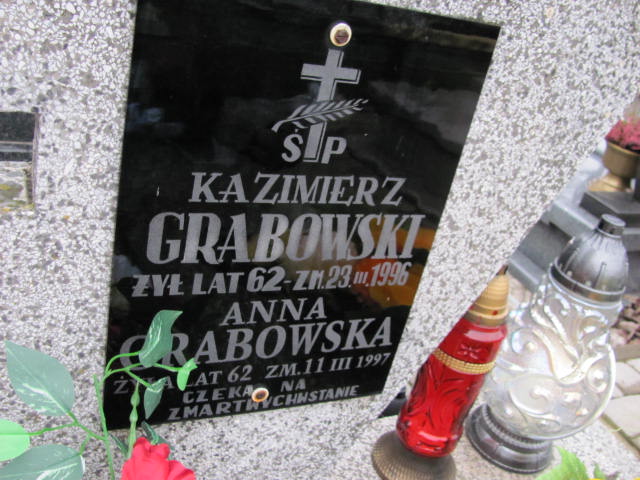 ŚP
KAZIMIERZ
GRABOWSKI
ŻYŁ LAT 62 - ZM. 23. III. 1996
ANNA
GRABOWSKA
ŻYŁA LAT 62 ZM. 11 III 1997
CZEKA NA
ZMARTWYCHWSTANIE